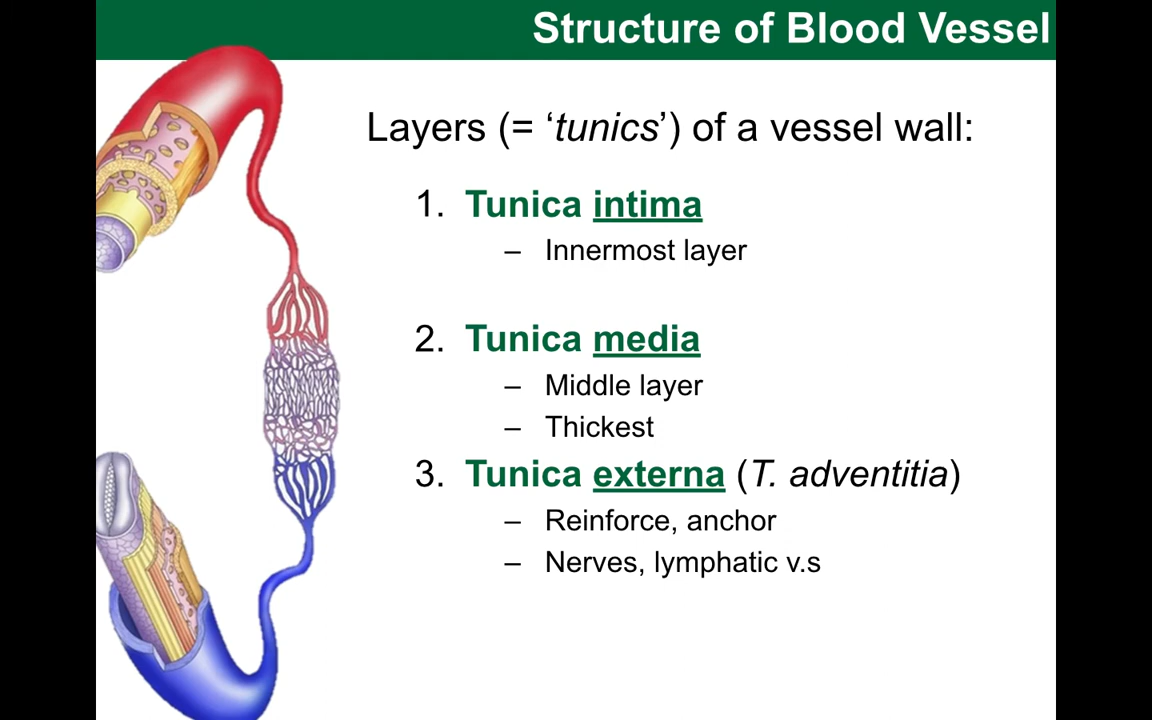 Structure of Blood Vessel
Layers (= ‘tunics’) of a vessel wall:
1. Tunica intima
– Innermost layer
2. Tunica media
– Middle layer
– Thickest
3. Tunica externa (T. adventitia)
– Reinforce, anchor
– Nerves, lymphatic v.s